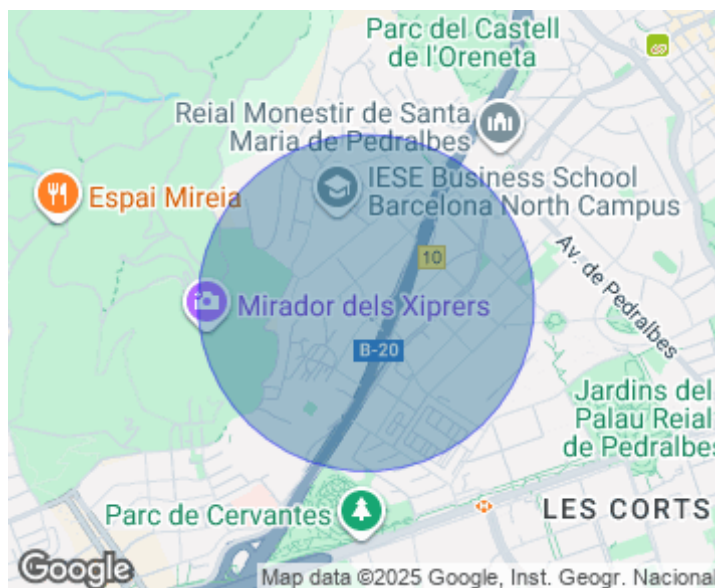 Parc del Castell
de l'Oreneta
Reial Monestir de Santa
Maria de Pedralbes
IESE Business School
Barcelona North Campus
Espai Mireia
10
Av. de Pedralbes
Mirador dels Xiprers
B-20
Jardins del
Palau Reial
de Pedralbes
Parc de Cervantes
LES CORTS
Google
Map data ©2025 Google, Inst. Geogr. Nacional